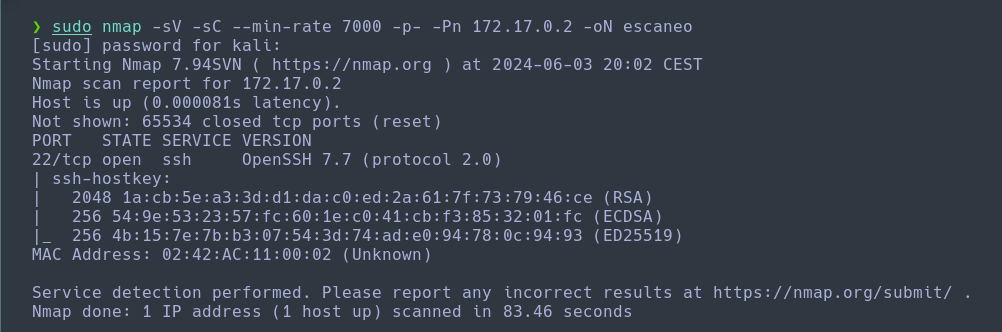 ❯ sudo nmap -sV -sC --min-rate 7000 -p- -Pn 172.17.0.2 -oN escaneo
[sudo] password for kali:
Starting Nmap 7.94SVN ( https://nmap.org ) at 2024-06-03 20:02 CEST
Nmap scan report for 172.17.0.2
Host is up (0.000081s latency).
Not shown: 65534 closed tcp ports (reset)
PORT   STATE SERVICE VERSION
22/tcp open  ssh     OpenSSH 7.7 (protocol 2.0)
| ssh-hostkey:
|   2048 1a:cb:5e:a3:3d:d1:da:c0:ed:2a:61:7f:73:79:46:ce (RSA)
|   256 54:9e:53:23:57:fc:60:1e:c0:41:cb:f3:85:32:01:fc (ECDSA)
|_  256 4b:15:7e:7b:b3:07:54:3d:74:ad:e0:94:78:0c:94:93 (ED25519)
MAC Address: 02:42:AC:11:00:02 (Unknown)
Service detection performed. Please report any incorrect results at https://nmap.org/submit/ .
Nmap done: 1 IP address (1 host up) scanned in 83.46 seconds